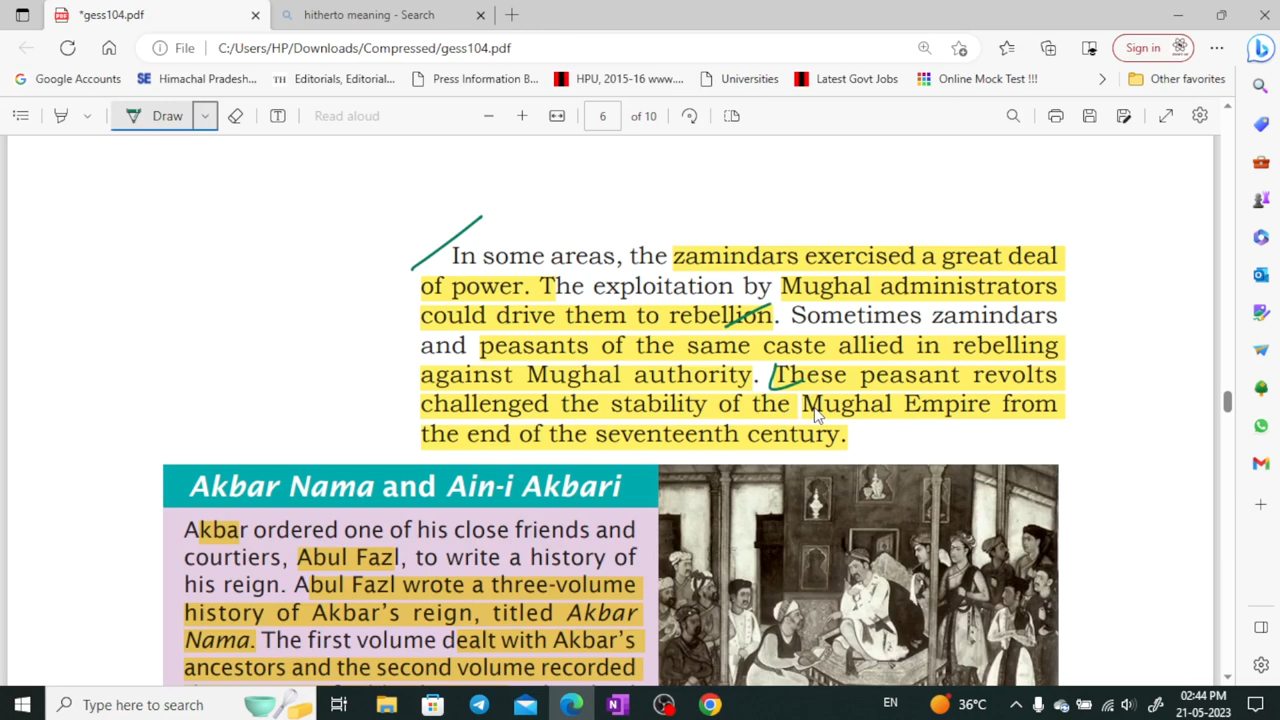 *gess104.pdf
hitherto meaning - Search
File
C:/Users/HP/Downloads/Compressed/gess104.pdf
Sign in
Google Accounts
SE Himachal Pradesh...
TH Editorials, Editorial...
Press Information B...
HPU, 2015-16 www....
Universities
Latest Govt Jobs
Online Mock Test !!!
Other favorites
Draw
Read aloud
6 of 10
In some areas, the zamindars exercised a great deal
of power. The exploitation by Mughal administrators
could drive them to rebellion. Sometimes zamindars
and peasants of the same caste allied in rebelling
against Mughal authority. These peasant revolts
challenged the stability of the Mughal Empire from
the end of the seventeenth century.
Akbar Nama and Ain-i Akbari
Akbar ordered one of his close friends and
courtiers, Abul Fazl, to write a history of
his reign. Abul Fazl wrote a three-volume
history of Akbar's reign, titled Akbar
Nama. The first volume dealt with Akbar's
ancestors and the second volume recorded
Type here to search
EN
36°C
02:44 PM
21-05-2023